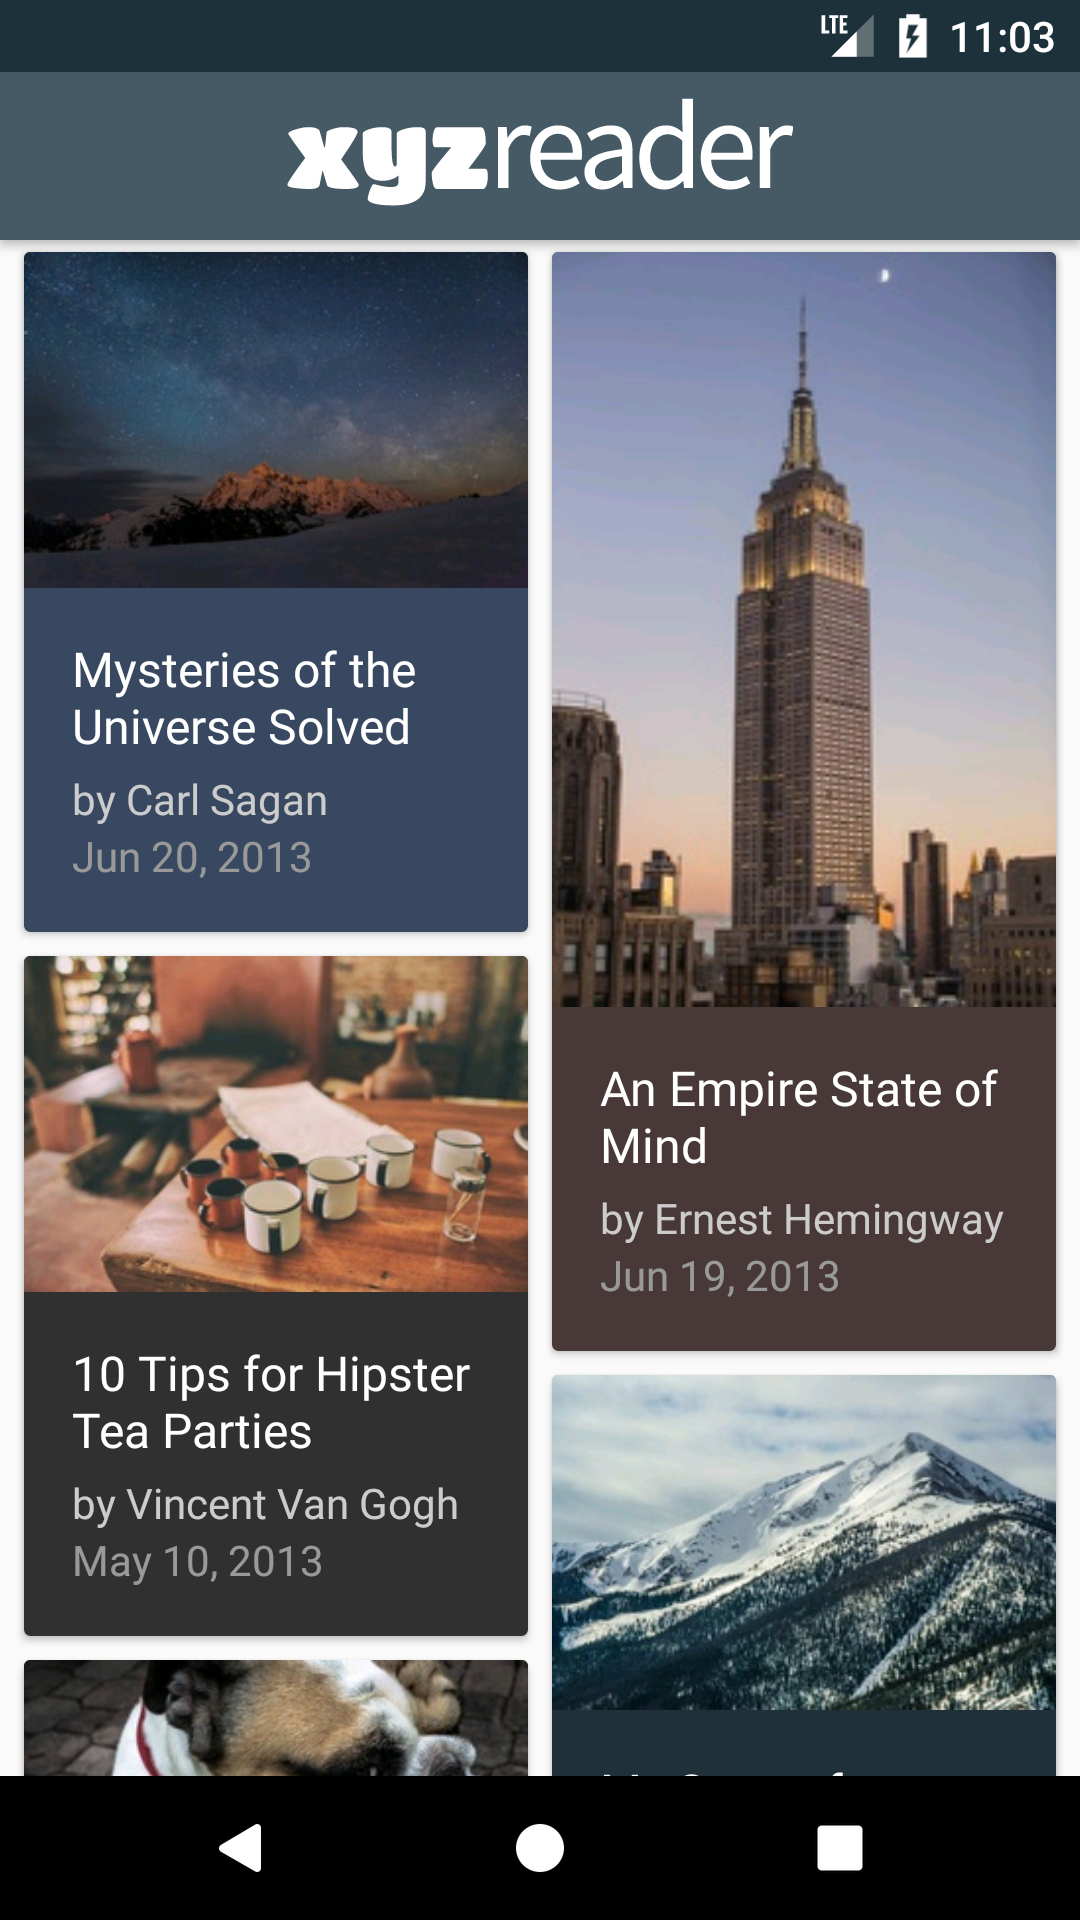 LTE 11:03
xyzreader
Mysteries of the
Universe Solved
by Carl Sagan
Jun 20, 2013
An Empire State of
Mind
by Ernest Hemingway
Jun 19, 2013
10 Tips for Hipster
Tea Parties
by Vincent Van Gogh
May 10, 2013